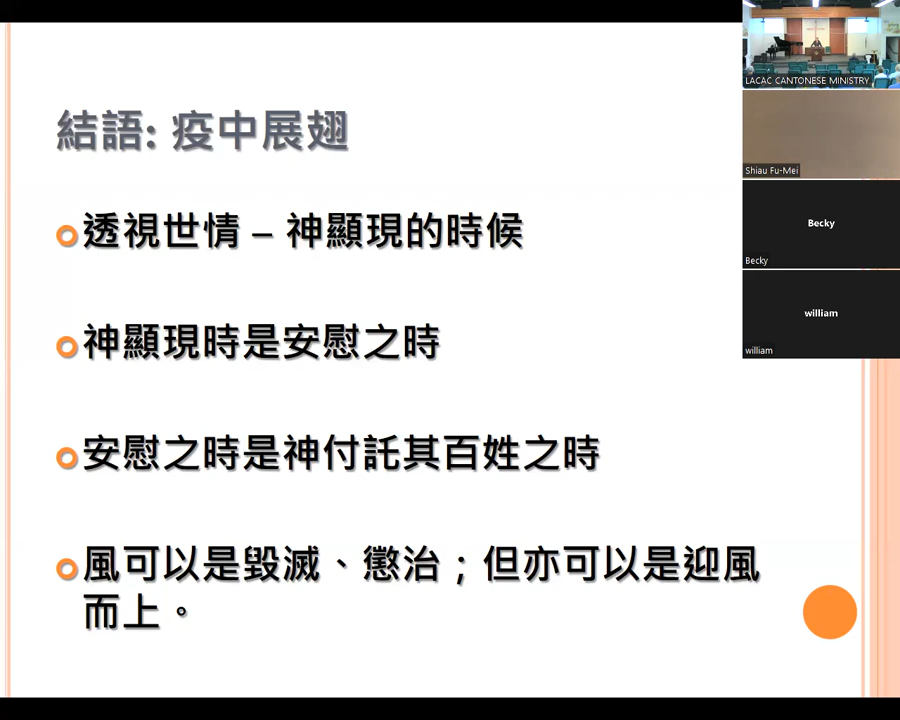 結語: 疫中展翅
透視世情 – 神顯現的時候
神顯現時是安慰之時
安慰之時是神付託其百姓之時
風可以是毀滅、懲治；但亦可以是迎風
而上。
LACAC CANTONESE MINISTRY
Shiau Fu-Mei
Becky
Becky
william
william